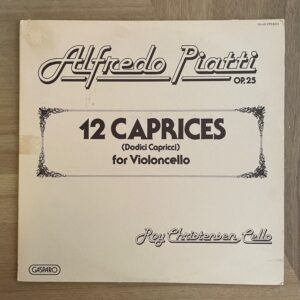 Alfredo Piatti
OP. 25
12 CAPRICES
(Dodici Capricci)
for Violoncello
Roy Christensen, Cello
GASPARO